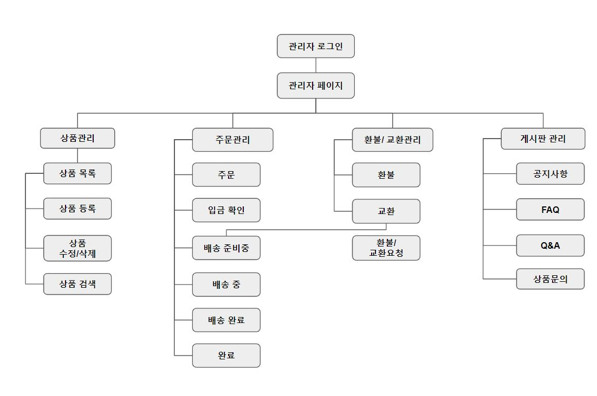 관리자 로그인
관리자 페이지
상품관리
주문관리
환불/ 교환관리
게시판 관리
상품 목록
주문
환불
공지사항
상품 등록
입금 확인
교환
FAQ
상품
수정/삭제
배송 준비중
환불/
교환요청
Q&A
상품 검색
배송 중
상품문의
배송 완료
완료